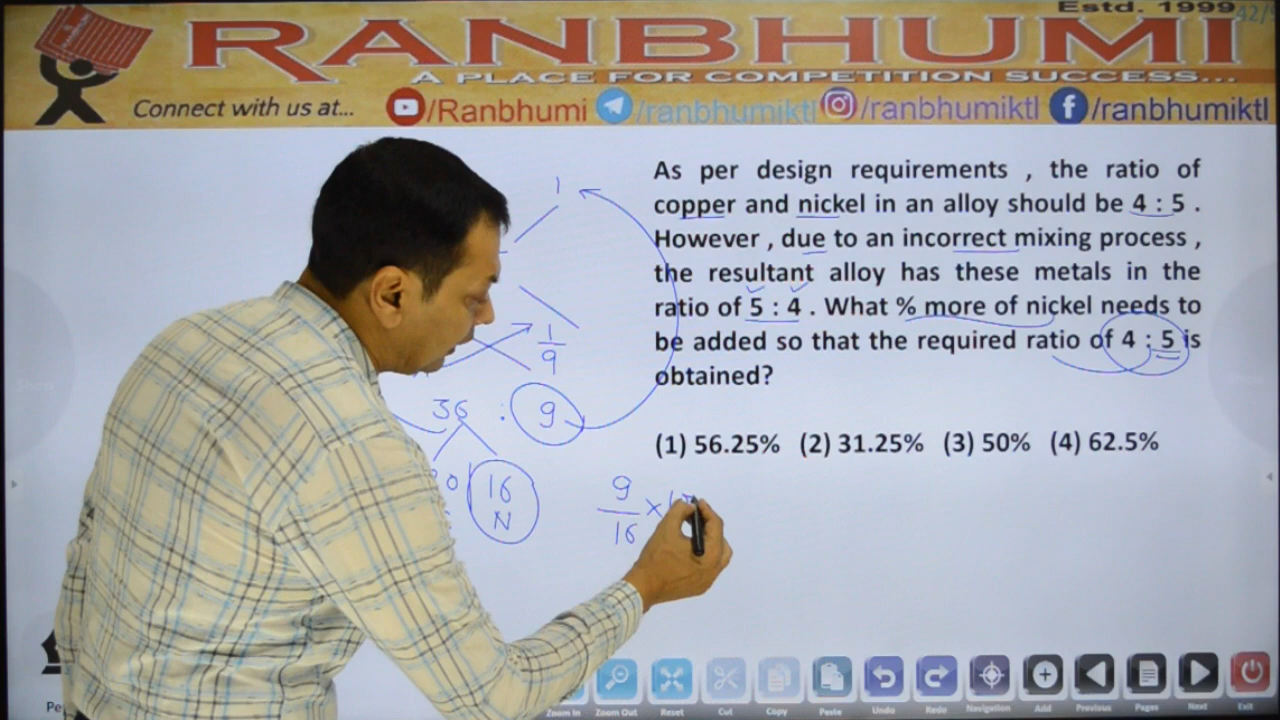 Estd. 1999
42/
RANBHUMI
A PLACE FOR COMPETITION SUCCESS...
Connect with us at...
/Ranbhumi /ranbhumiktl /ranbhumiktl /ranbhumiktl
As per design requirements , the ratio of
copper and nickel in an alloy should be 4 : 5 .
However , due to an incorrect mixing process ,
the resultant alloy has these metals in the
ratio of 5 : 4 . What % more of nickel needs to
be added so that the required ratio of 4 : 5 is
obtained?
(1) 56.25% (2) 31.25% (3) 50% (4) 62.5%
1
1/9
36 : 9
0 16
N
9/16 ×
Zoom In Zoom Out Reset Cut Copy Paste Undo Redo Navigation Add Previous Pages Next Exit